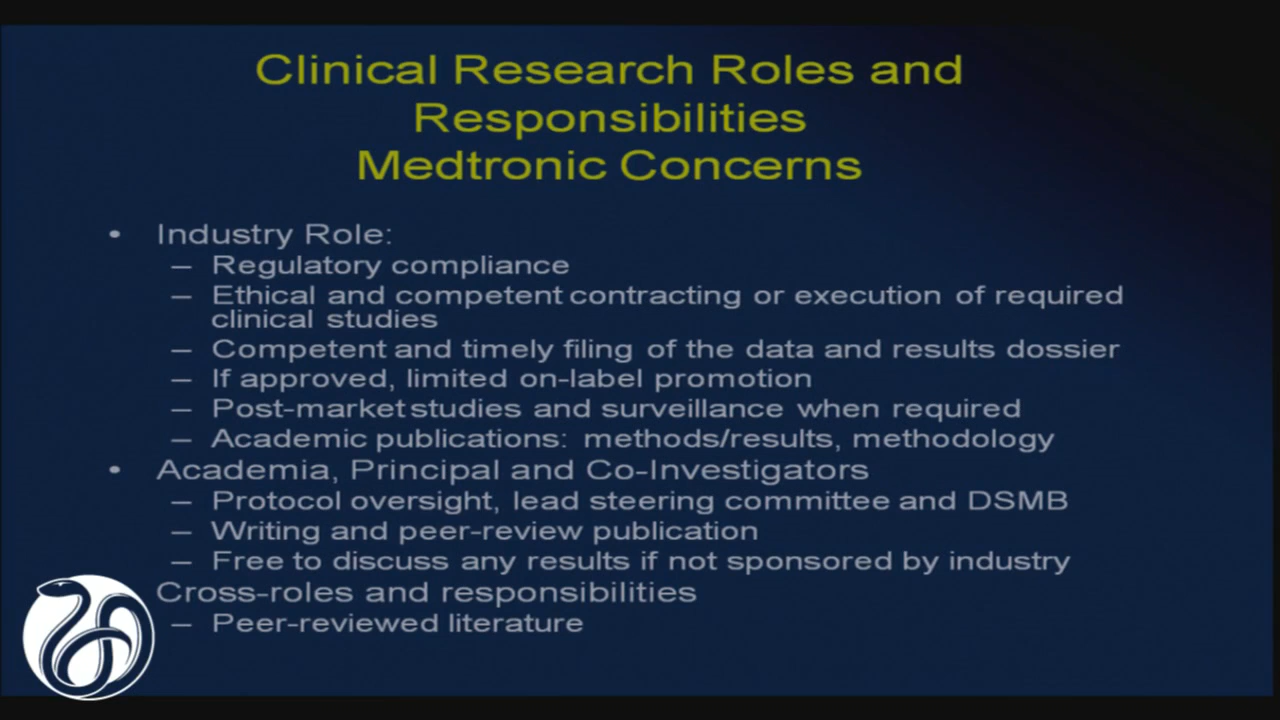 Clinical Research Roles and
Responsibilities
Medtronic Concerns
• Industry Role:
– Regulatory compliance
– Ethical and competent contracting or execution of required
clinical studies
– Competent and timely filing of the data and results dossier
– If approved, limited on-label promotion
– Post-market studies and surveillance when required
– Academic publications: methods/results, methodology
• Academia, Principal and Co-Investigators
– Protocol oversight, lead steering committee and DSMB
– Writing and peer-review publication
– Free to discuss any results if not sponsored by industry
Cross-roles and responsibilities
– Peer-reviewed literature